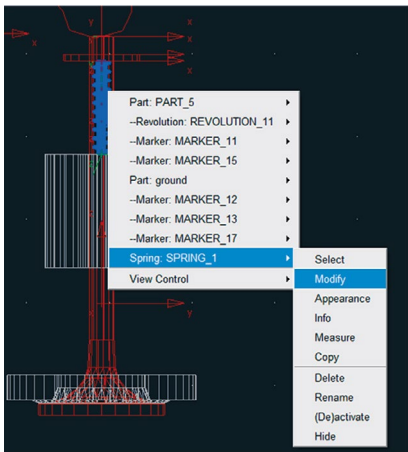 y
x
x
x
x
Part: PART_5
--Revolution: REVOLUTION_11
--Marker: MARKER_11
--Marker: MARKER_15
Part: ground
--Marker: MARKER_12
--Marker: MARKER_13
--Marker: MARKER_17
Spring: SPRING_1
View Control
Select
Modify
Appearance
Info
Measure
Copy
Delete
Rename
(De)activate
Hide
y